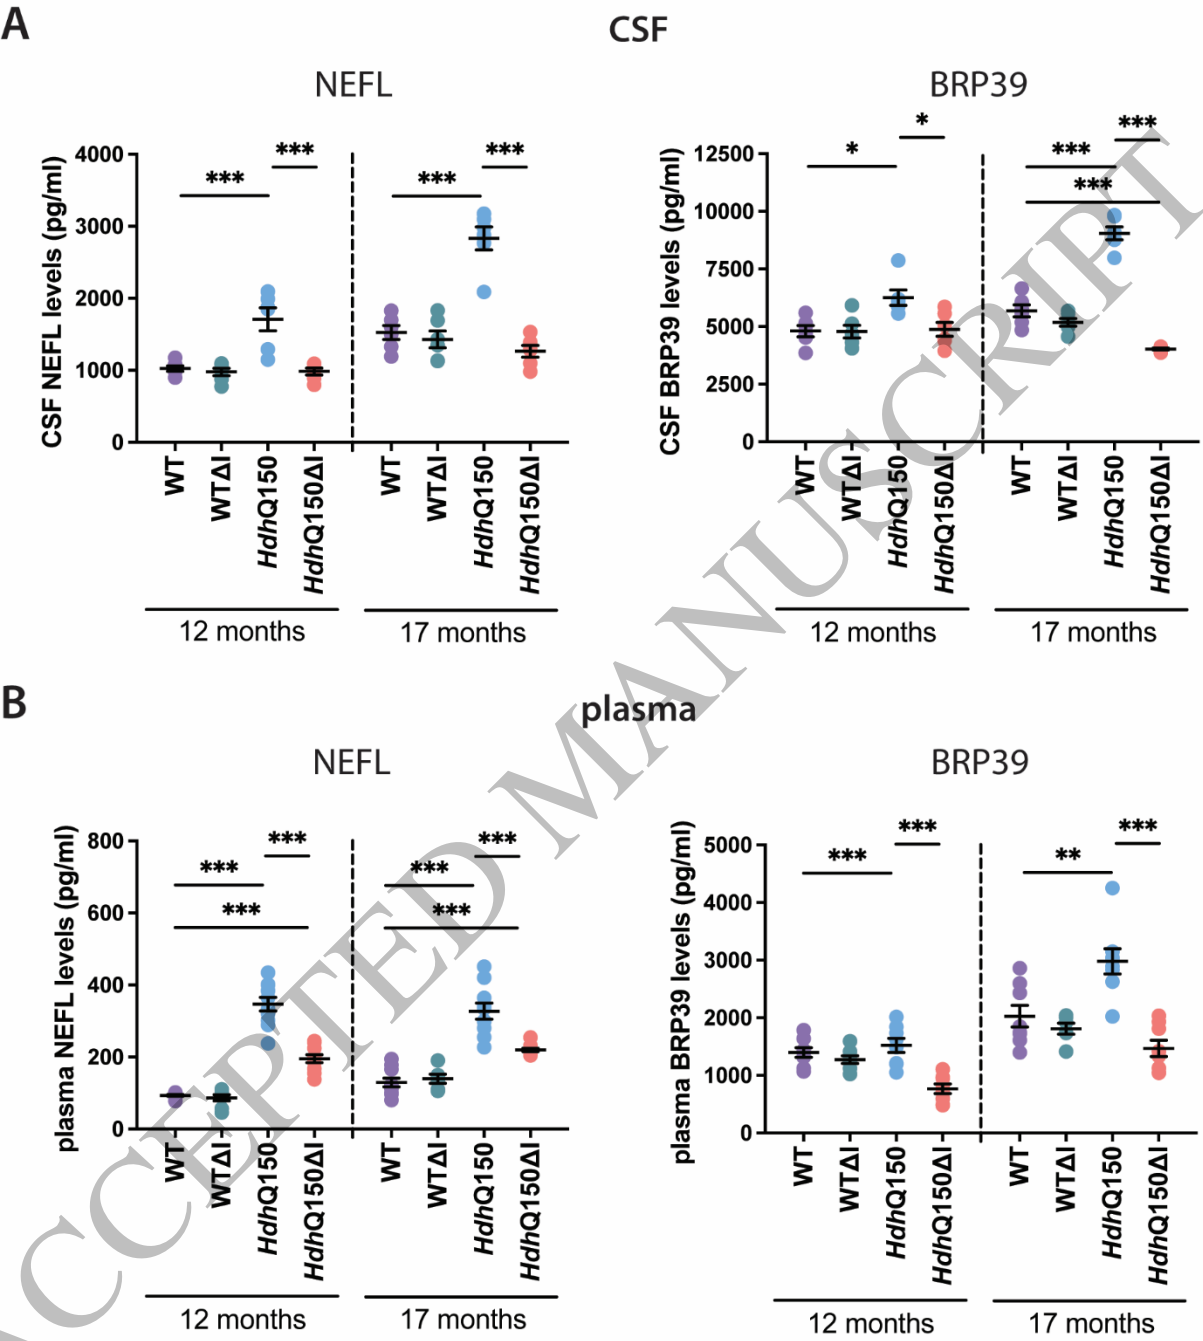 A
CSF
NEFL
BRP39
CSF NEFL levels (pg/ml)
4000
3000
2000
1000
0
***
***
***
***
WT
WTΔI
HdhQ150
HdhQ150ΔI
WT
WTΔI
HdhQ150
HdhQ150ΔI
12 months
17 months
CSF BRP39 levels (pg/ml)
12500
10000
7500
5000
2500
0
*
*
***
***
***
WT
WTΔI
HdhQ150
HdhQ150ΔI
WT
WTΔI
HdhQ150
HdhQ150ΔI
12 months
17 months
B
plasma
NEFL
BRP39
plasma NEFL levels (pg/ml)
800
600
400
200
0
***
***
***
***
***
***
WT
WTΔI
HdhQ150
HdhQ150ΔI
WT
WTΔI
HdhQ150
HdhQ150ΔI
12 months
17 months
plasma BRP39 levels (pg/ml)
5000
4000
3000
2000
1000
0
***
***
**
***
WT
WTΔI
HdhQ150
HdhQ150ΔI
WT
WTΔI
HdhQ150
HdhQ150ΔI
12 months
17 months
ACCEPTED MANUSCRIPT